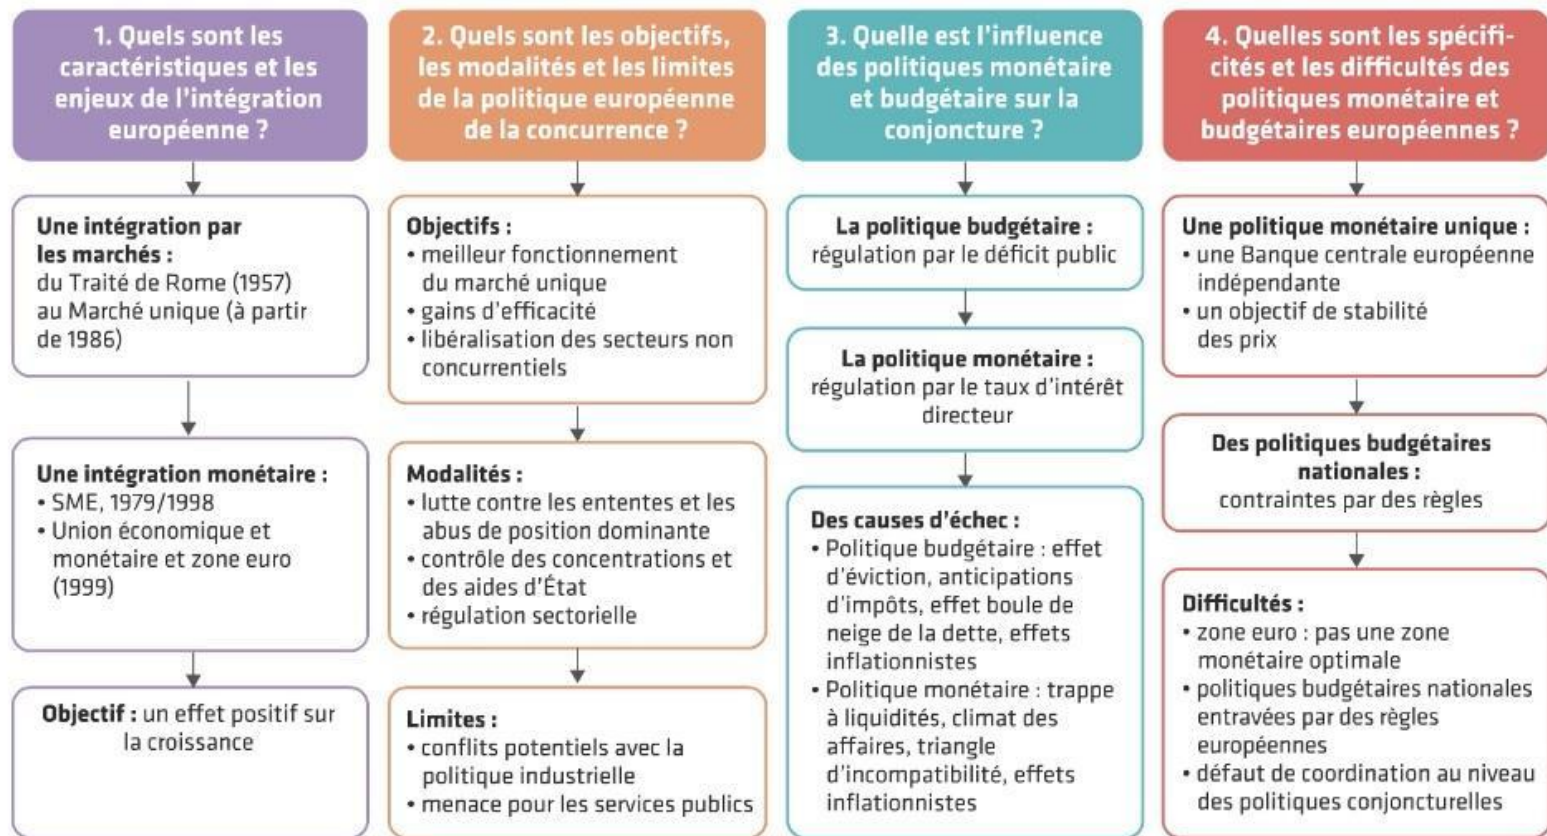 1. Quels sont les
caractéristiques et les
enjeux de l'intégration
européenne ?
Une intégration par
les marchés :
du Traité de Rome (1957)
au Marché unique (à partir
de 1986)
Une intégration monétaire :
• SME, 1979/1998
• Union économique et
monétaire et zone euro
(1999)
Objectif : un effet positif sur
la croissance
2. Quels sont les objectifs,
les modalités et les limites
de la politique européenne
de la concurrence ?
Objectifs :
• meilleur fonctionnement
du marché unique
• gains d'efficacité
• libéralisation des secteurs non
concurrentiels
Modalités :
• lutte contre les ententes et les
abus de position dominante
• contrôle des concentrations et
des aides d'État
• régulation sectorielle
Limites :
• conflits potentiels avec la
politique industrielle
• menace pour les services publics
3. Quelle est l'influence
des politiques monétaire
et budgétaire sur la
conjoncture ?
La politique budgétaire :
régulation par le déficit public
La politique monétaire :
régulation par le taux d'intérêt
directeur
Des causes d'échec :
• Politique budgétaire : effet
d'éviction, anticipations
d'impôts, effet boule de
neige de la dette, effets
inflationnistes
• Politique monétaire : trappe
à liquidités, climat des
affaires, triangle
d'incompatibilité, effets
inflationnistes
4. Quelles sont les spécifi-
cités et les difficultés des
politiques monétaire et
budgétaires européennes ?
Une politique monétaire unique :
• une Banque centrale européenne
indépendante
• un objectif de stabilité
des prix
Des politiques budgétaires
nationales :
contraintes par des règles
Difficultés :
• zone euro : pas une zone
monétaire optimale
• politiques budgétaires nationales
entravées par des règles
européennes
• défaut de coordination au niveau
des politiques conjoncturelles